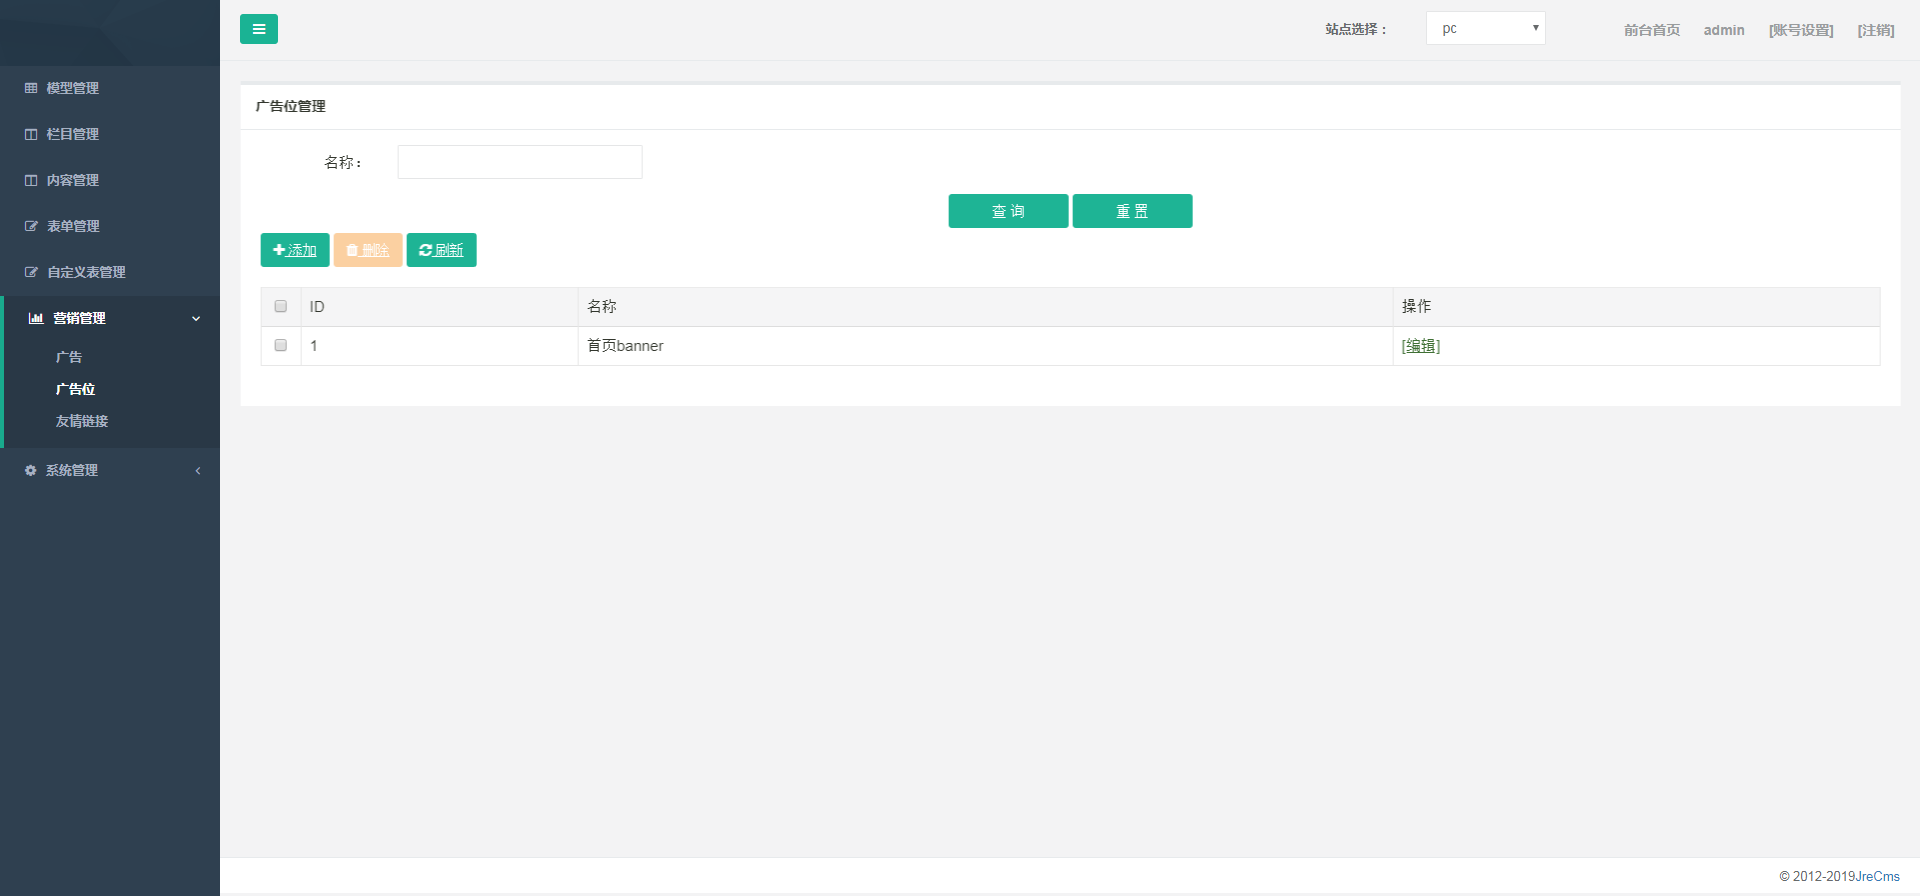 站点选择：
pc
前台首页 admin [账号设置] [注销]
模型管理
栏目管理
内容管理
表单管理
自定义表管理
营销管理
广告
广告位
友情链接
系统管理
广告位管理
名称：
查 询 重 置
添加 删除 刷新
ID 名称 操作
1 首页banner [编辑]
© 2012-2019JreCms